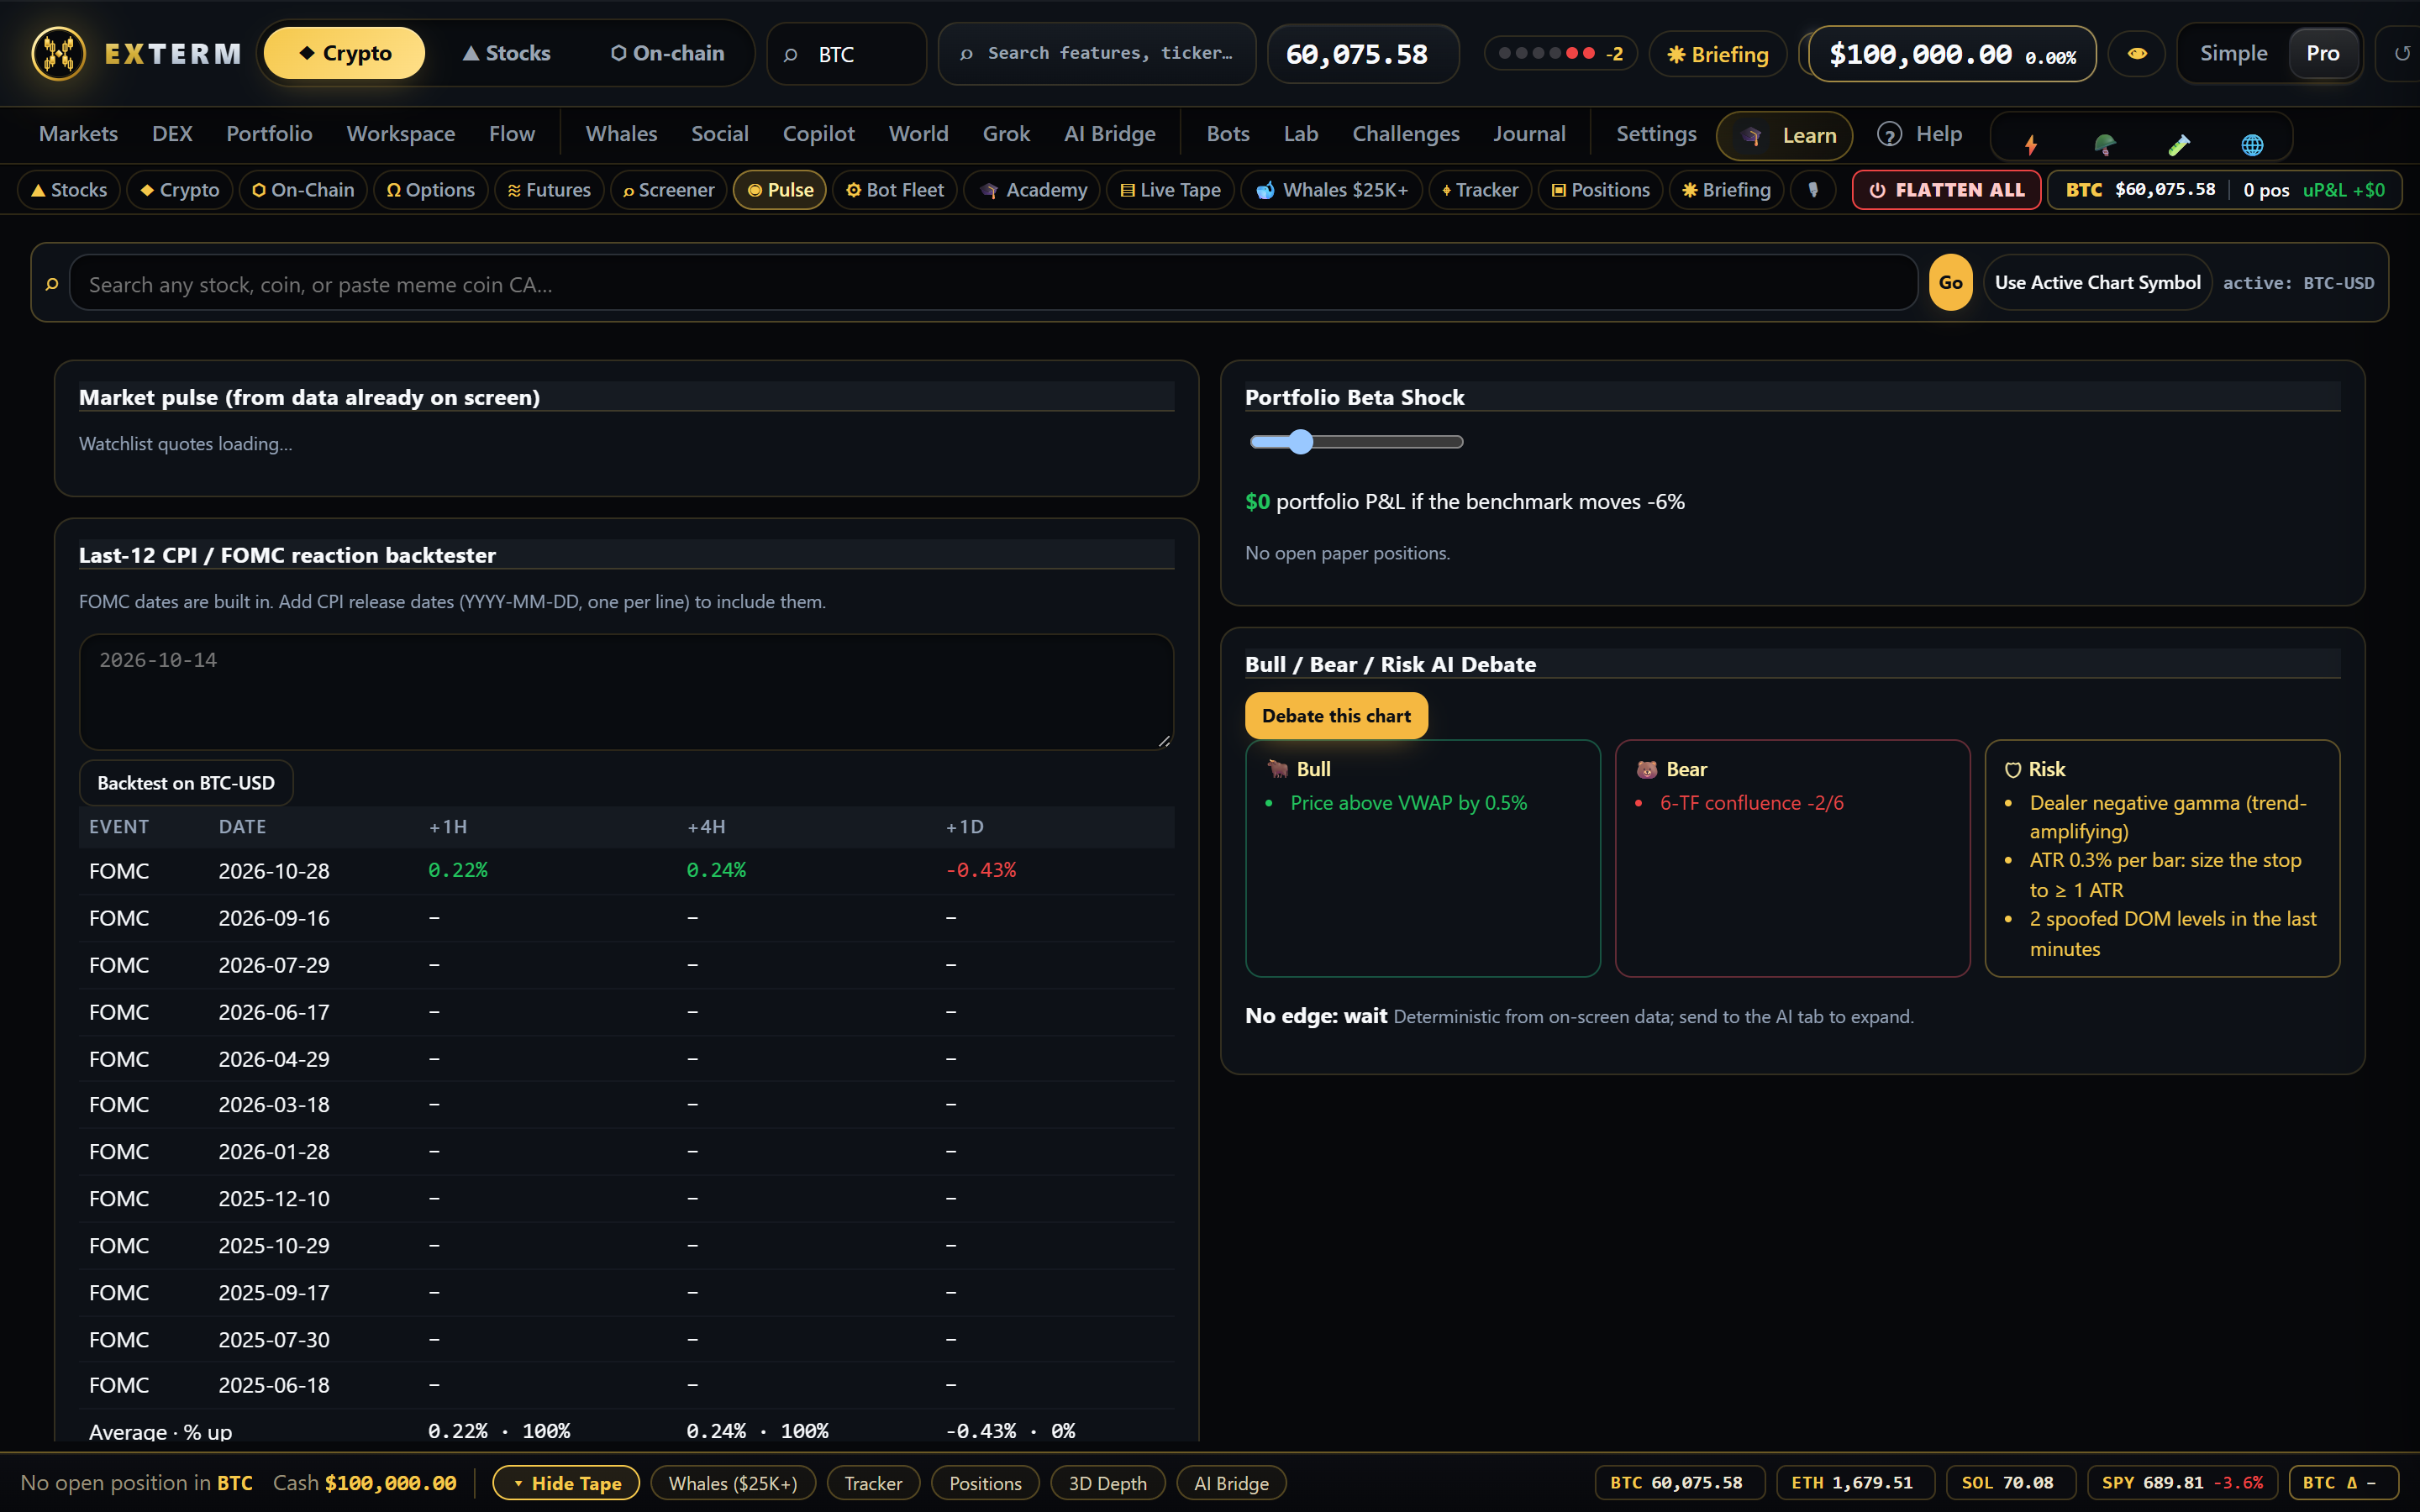 EXTERM
◆ Crypto
▲ Stocks
⬡ On-chain
BTC
Search features, ticker…
60,075.58
-2
Briefing
$100,000.00 0.00%
Simple
Pro
Markets DEX Portfolio Workspace Flow Whales Social Copilot World Grok AI Bridge Bots Lab Challenges Journal Settings Learn ? Help
▲ Stocks ◆ Crypto ⬡ On-Chain Ω Options ≋ Futures Screener Pulse Bot Fleet Academy Live Tape Whales $25K+ Tracker Positions Briefing FLATTEN ALL BTC $60,075.58 0 pos uP&L +$0
Search any stock, coin, or paste meme coin CA...
Go
Use Active Chart Symbol
active: BTC-USD
Market pulse (from data already on screen)
Watchlist quotes loading...
Last-12 CPI / FOMC reaction backtester
FOMC dates are built in. Add CPI release dates (YYYY-MM-DD, one per line) to include them.
2026-10-14
Backtest on BTC-USD
EVENT DATE +1H +4H +1D
FOMC 2026-10-28 0.22% 0.24% -0.43%
FOMC 2026-09-16 – – –
FOMC 2026-07-29 – – –
FOMC 2026-06-17 – – –
FOMC 2026-04-29 – – –
FOMC 2026-03-18 – – –
FOMC 2026-01-28 – – –
FOMC 2025-12-10 – – –
FOMC 2025-10-29 – – –
FOMC 2025-09-17 – – –
FOMC 2025-07-30 – – –
FOMC 2025-06-18 – – –
Average · % up 0.22% · 100% 0.24% · 100% -0.43% · 0%
Portfolio Beta Shock
$0 portfolio P&L if the benchmark moves -6%
No open paper positions.
Bull / Bear / Risk AI Debate
Debate this chart
Bull
• Price above VWAP by 0.5%
Bear
• 6-TF confluence -2/6
Risk
• Dealer negative gamma (trend-
amplifying)
• ATR 0.3% per bar: size the stop
to ≥ 1 ATR
• 2 spoofed DOM levels in the last
minutes
No edge: wait Deterministic from on-screen data; send to the AI tab to expand.
No open position in BTC Cash $100,000.00 ▾ Hide Tape Whales ($25K+) Tracker Positions 3D Depth AI Bridge BTC 60,075.58 ETH 1,679.51 SOL 70.08 SPY 689.81 -3.6% BTC Δ –